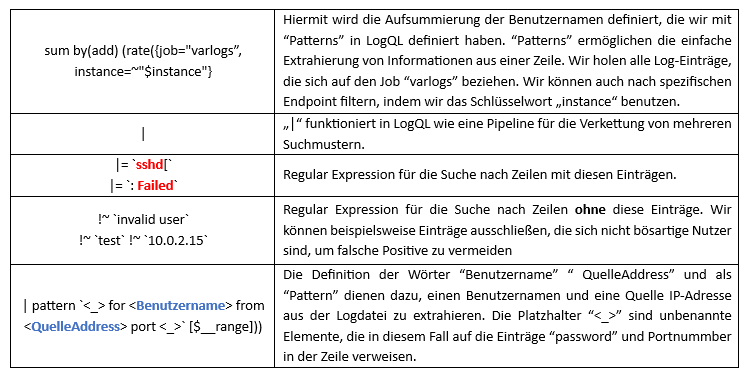 sum by(add) (rate({job="varlogs”,
instance=~"$instance"}
Hiermit wird die Aufsummierung der Benutzernamen definiert, die wir mit
“Patterns” in LogQL definiert haben. “Patterns” ermöglichen die einfache
Extrahierung von Informationen aus einer Zeile. Wir holen alle Log-Einträge,
die sich auf den Job “varlogs” beziehen. Wir können auch nach spezifischen
Endpoint filtern, indem wir das Schlüsselwort „instance“ benutzen.
|
„|“ funktioniert in LogQL wie eine Pipeline für die Verkettung von mehreren
Suchmustern.
|= `sshd[`
|= `: Failed`
Regular Expression für die Suche nach Zeilen mit diesen Einträgen.
!~ `invalid user`
!~ `test` !~ `10.0.2.15`
Regular Expression für die Suche nach Zeilen ohne diese Einträge. Wir
können beispielsweise Einträge ausschließen, die sich nicht bösartige Nutzer
sind, um falsche Positive zu vermeiden
| pattern `<_> for <Benutzername> from
<QuelleAddress> port <_>` [$__range]))
Die Definition der Wörter “Benutzername” “ QuelleAddress” und als
“Pattern” dienen dazu, einen Benutzernamen und eine Quelle IP-Adresse
aus der Logdatei zu extrahieren. Die Platzhalter “<_>” sind unbenannte
Elemente, die in diesem Fall auf die Einträge “password” und Portnummber
in der Zeile verweisen.